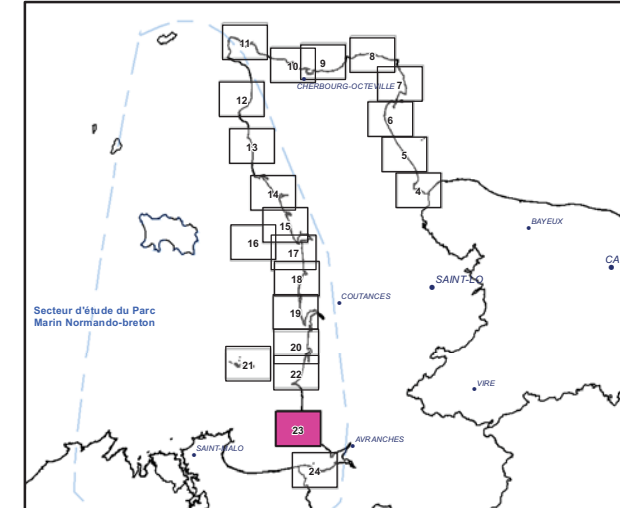 11
10
9
8
CHERBOURG-OCTEVILLE
7
12
6
13
5
14
4
15
BAYEUX
16
17
CA
18
SAINT-LO
COUTANCES
19
Secteur d'étude du Parc
Marin Normando-breton
20
21
22
VIRE
23
AVRANCHES
SAINT-MALO
24